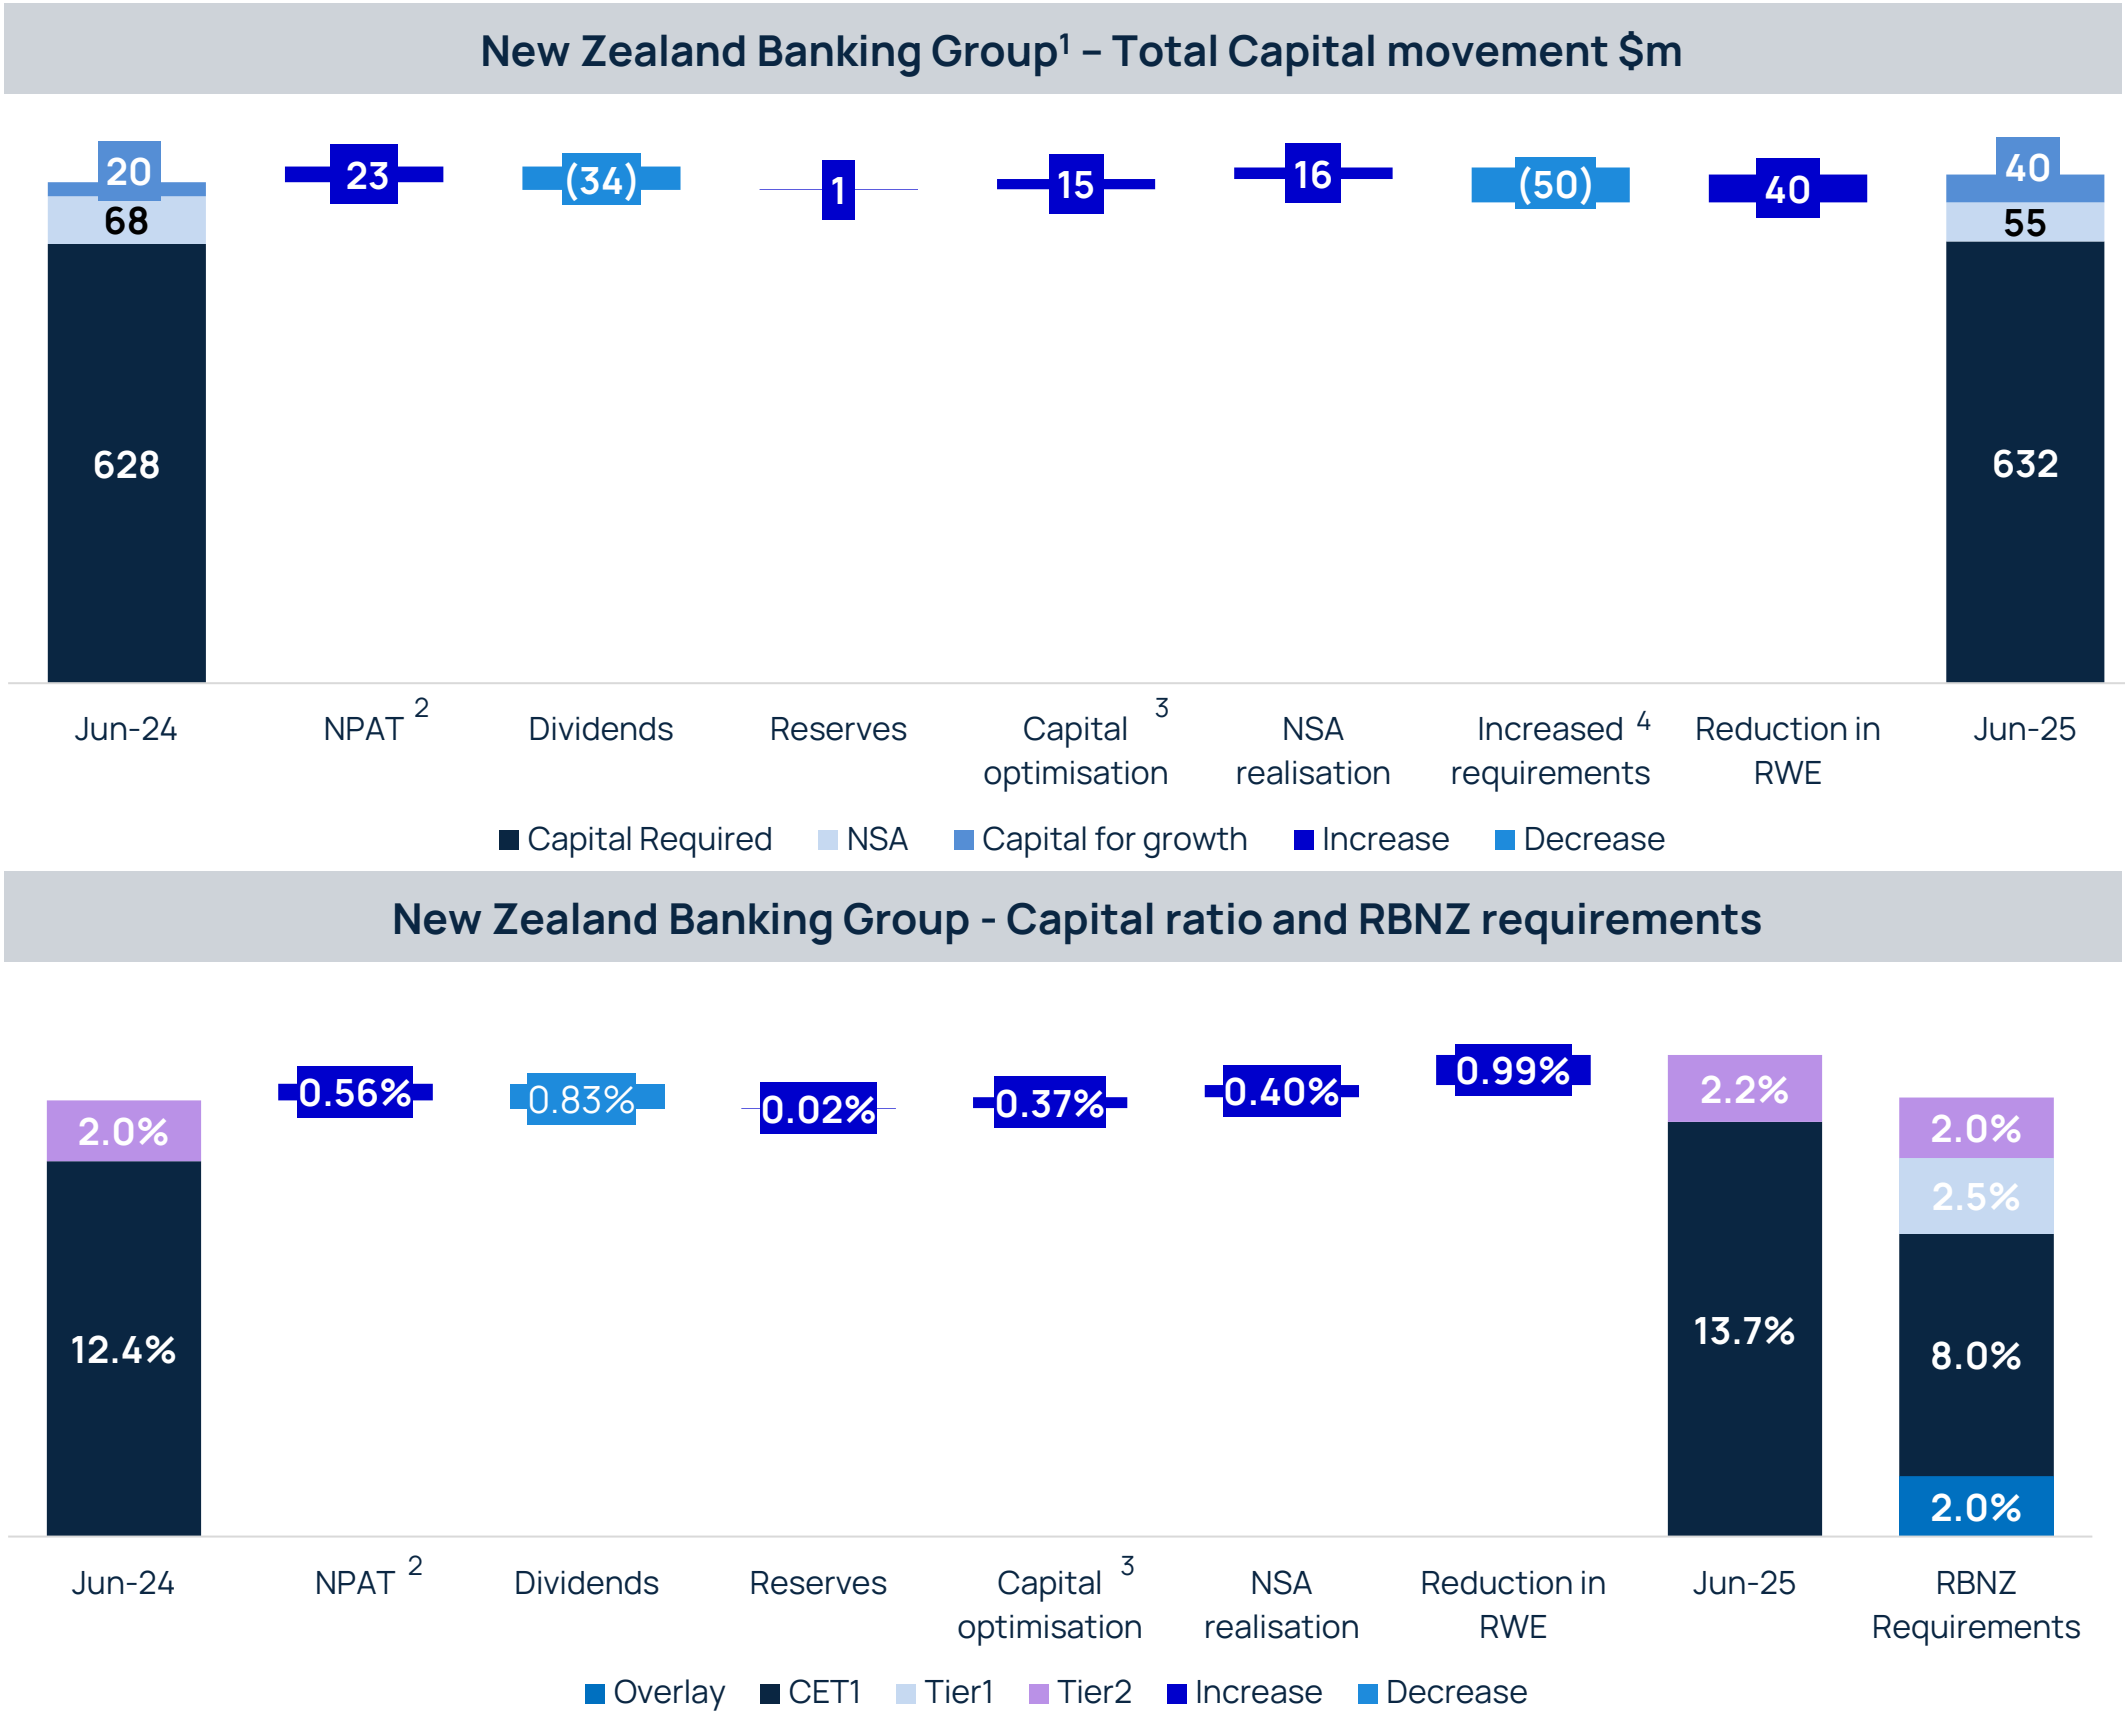 New Zealand Banking Group¹ – Total Capital movement $m
20
68
628
23
(34)
1
15
16
(50)
40
40
55
632
Jun-24
NPAT ²
Dividends
Reserves
Capital ³
optimisation
NSA
realisation
Increased ⁴
requirements
Reduction in
RWE
Jun-25
Capital Required NSA Capital for growth Increase Decrease
New Zealand Banking Group - Capital ratio and RBNZ requirements
2.0%
12.4%
0.56%
0.83%
0.02%
0.37%
0.40%
0.99%
2.2%
13.7%
2.0%
2.5%
8.0%
2.0%
Jun-24
NPAT ²
Dividends
Reserves
Capital ³
optimisation
NSA
realisation
Reduction in
RWE
Jun-25
RBNZ
Requirements
Overlay CET1 Tier1 Tier2 Increase Decrease